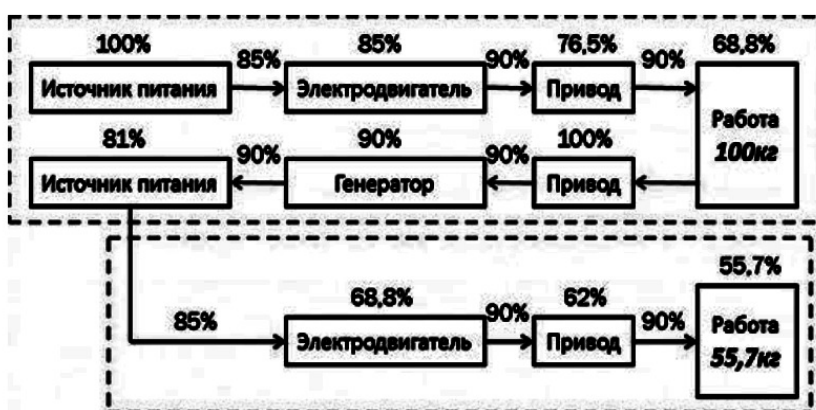 100%
85%
85%
90%
76,5%
90%
68,8%
Источник питания
Электродвигатель
Привод
Работа
100кг
81%
90%
90%
90%
100%
Источник питания
Генератор
Привод
55,7%
85%
68,8%
90%
62%
90%
Электродвигатель
Привод
Работа
55,7кг